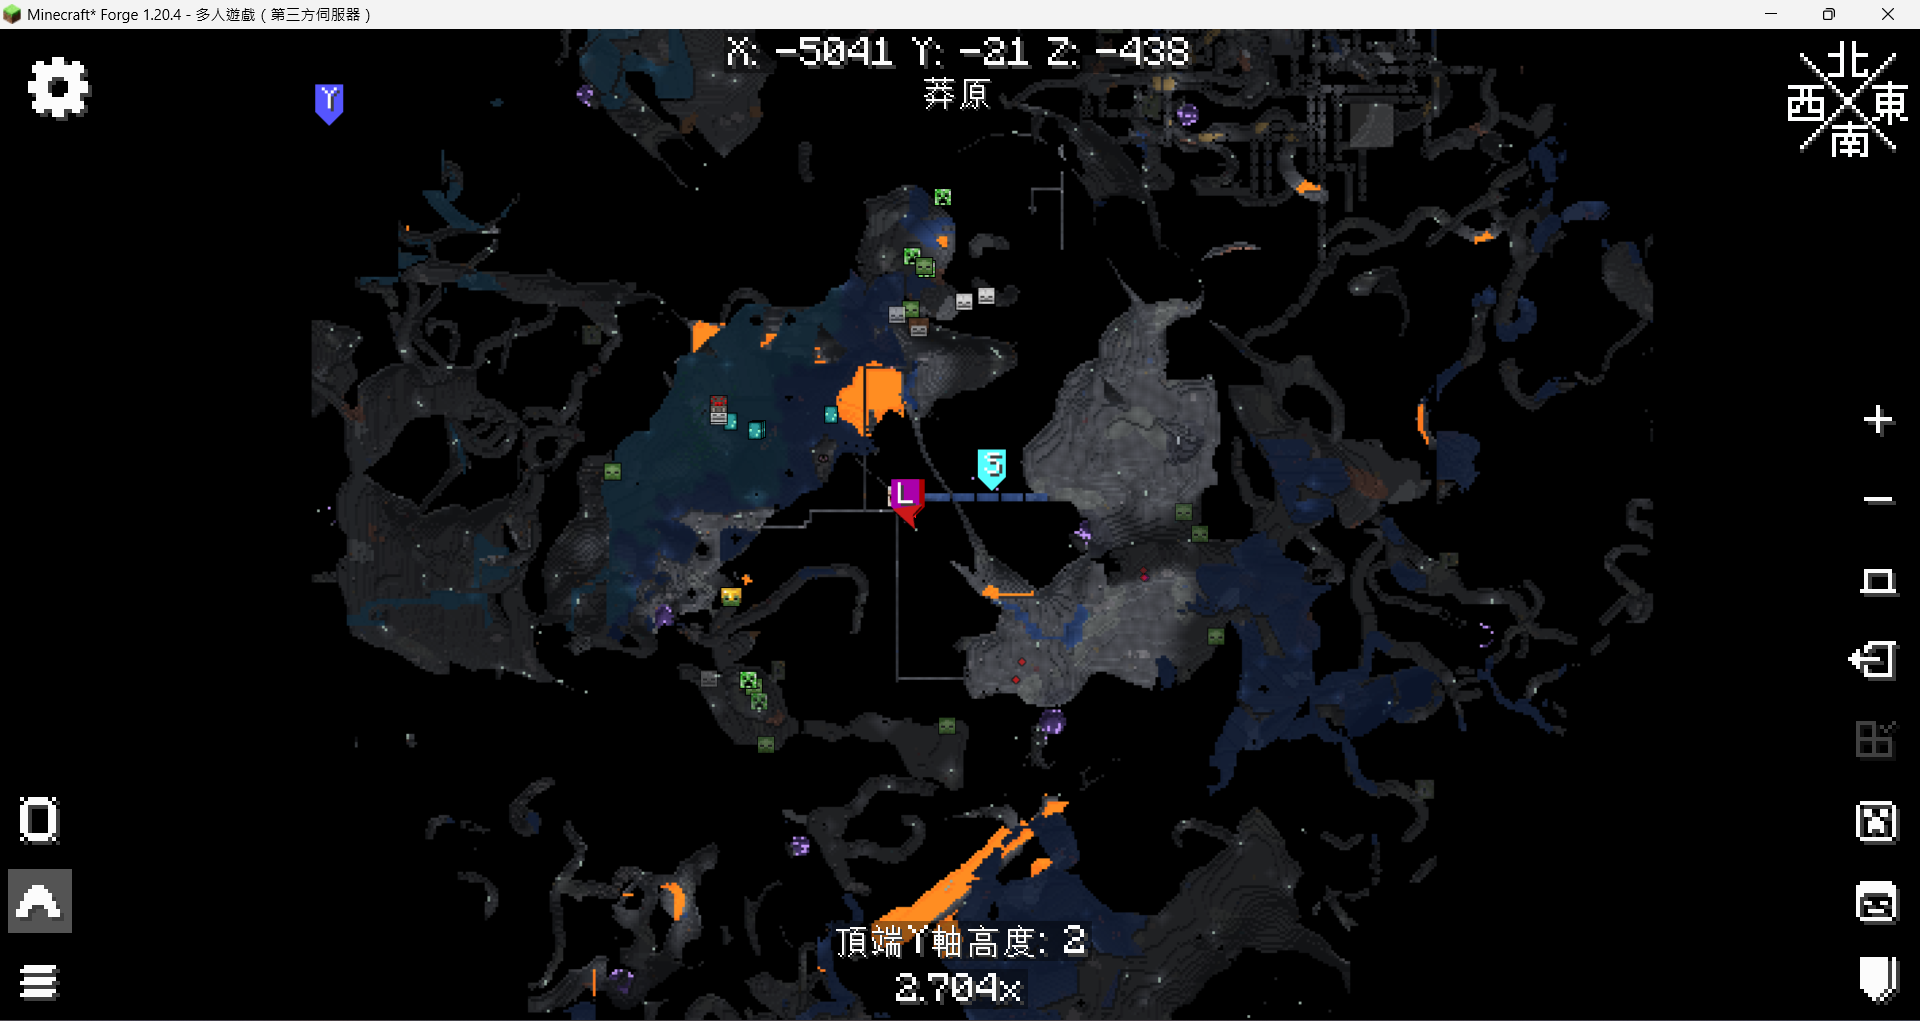 Minecraft* Forge 1.20.4 - 多人遊戲（第三方伺服器）
X: -5041 Y: -21 Z: -438
莽原
Y
北
西 東
南
S
L
頂端Y軸高度: 2
2.704x